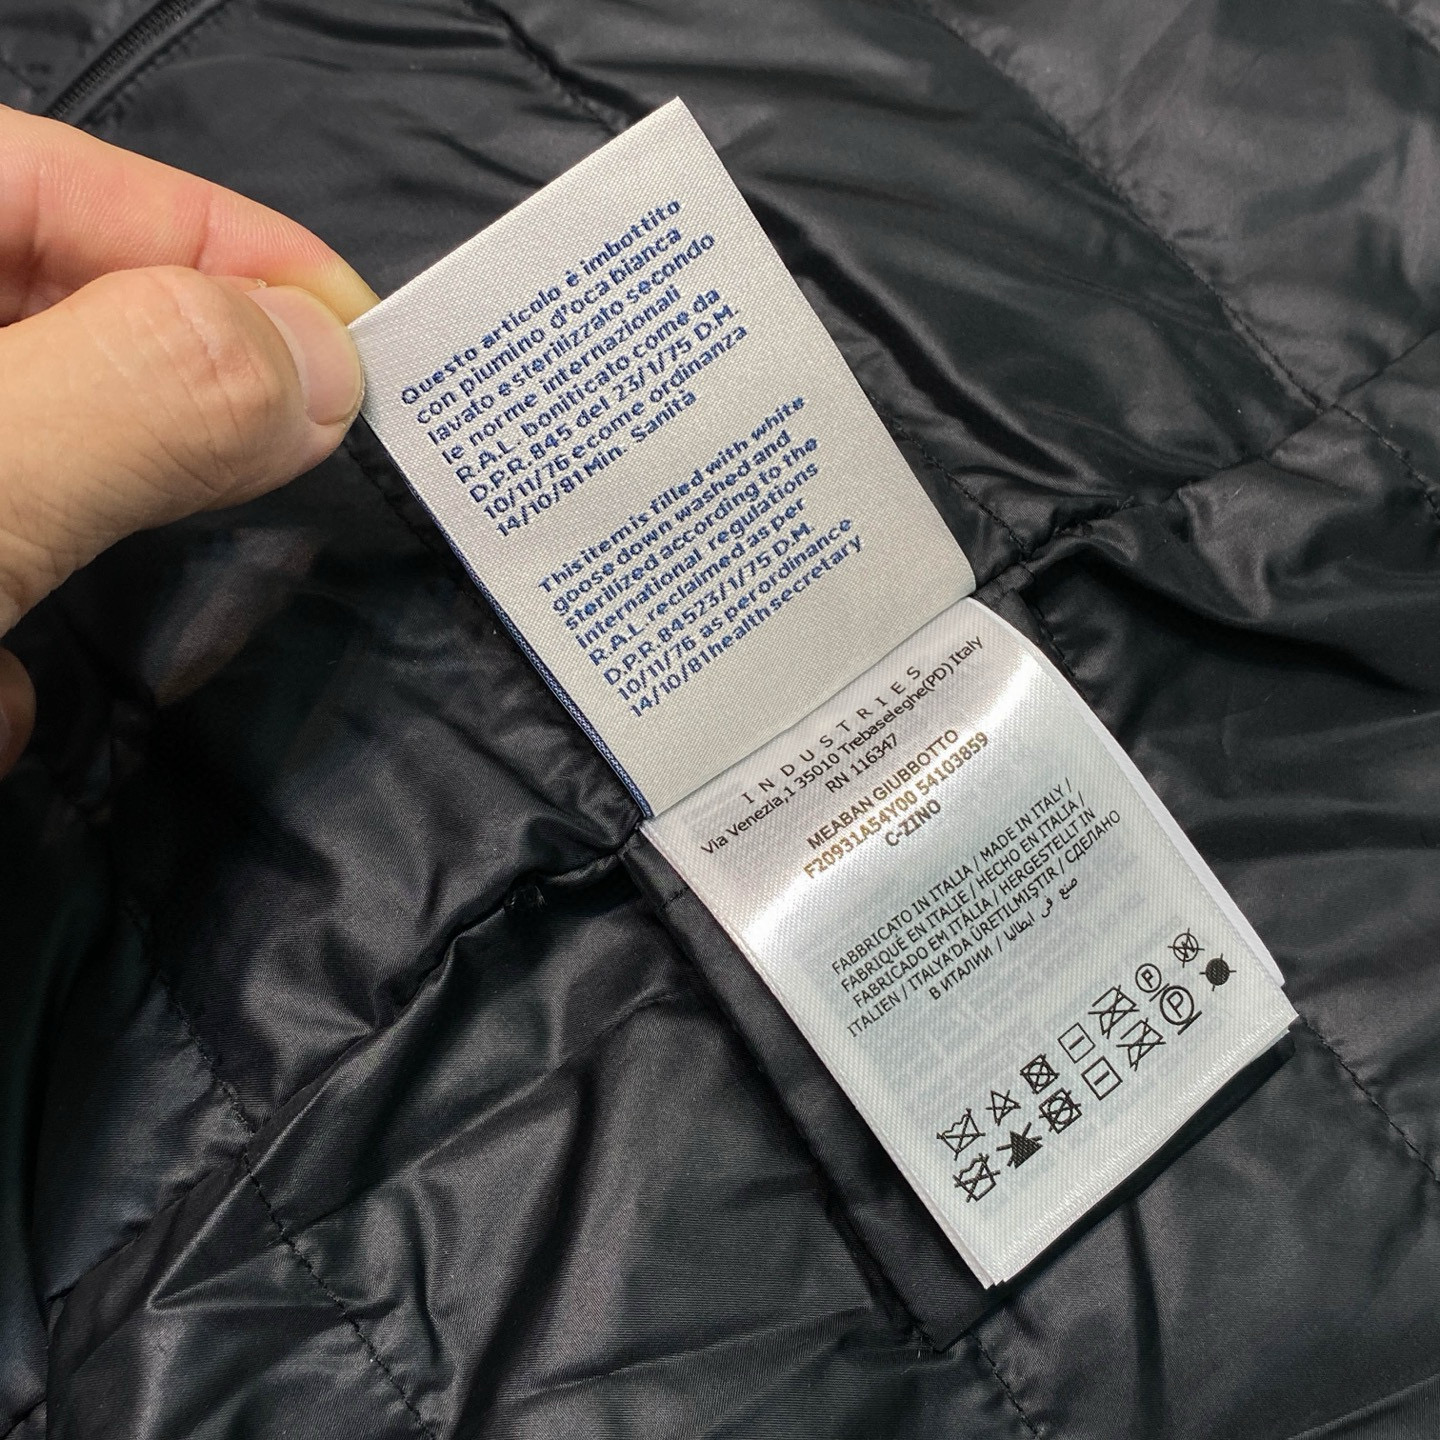 Questo articolo è imbottito
con piumino d'oca bianca
lavato e sterilizzato secondo
le norme internazionali
R.A.L. boniticato come da
D.P.R. 845 del 23/1/75 D.M.
10/11/76 e come ordinanza
14/10/81 Min. Sanità
This item is filled with white
goose down washed and
sterilized according to the
international regulations
R.A.L. reclaimed as per
D.P.R. 84523/1/75 D.M.
10/11/76 as per ordinance
14/10/81 health secretary
INDUSTRIES
Via Venezia,1 35010 Trebaseleghe(PD) Italy
RN 116347
MEABAN GIUBBOTTO
F20931A54Y00 54103859
C-ZINO
FABBRICATO IN ITALIA / MADE IN ITALY /
FABRIQUÉ EN ITALIE / HECHO EN ITALIA /
FABRICADO EM ITÁLIA / HERGESTELLT IN
ITALIEN / ITALYA'DA ÜRETILMIŞTIR / СДЕЛАНО
В ИТАЛИИ / صنع في ايطاليا
P
W
P